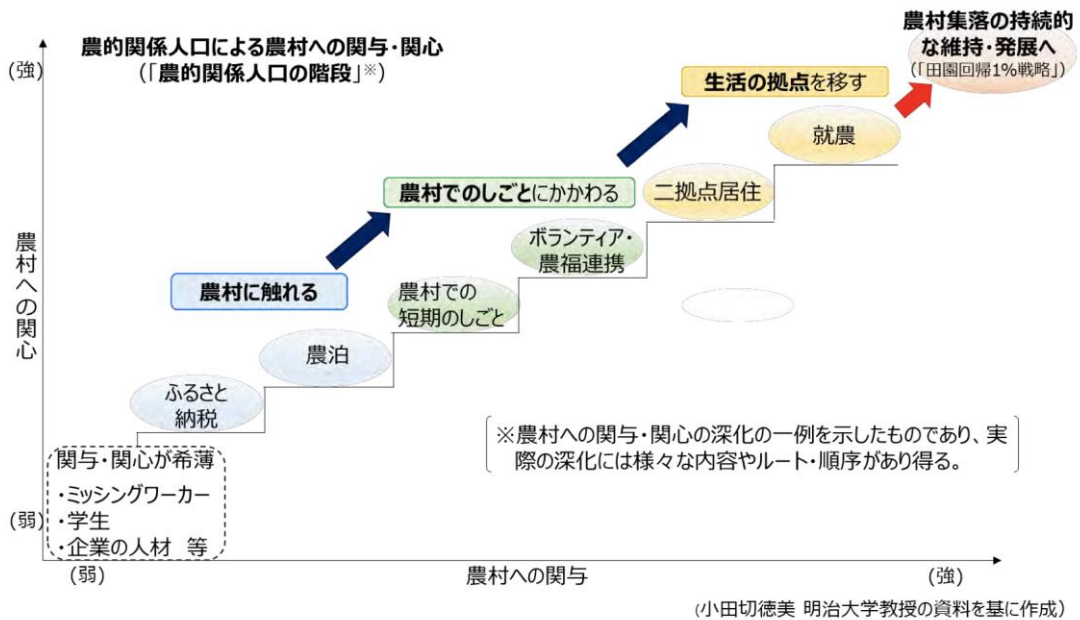 農的関係人口による農村への関与・関心
(「農的関係人口の階段」※)
農村集落の持続的
な維持・発展へ
(「田園回帰1%戦略」)
(強)
生活の拠点を移す
就農
農村でのしごとにかかわる
二拠点居住
ボランティア・
農福連携
農村に触れる
農村での
短期のしごと
農村への関心
農泊
ふるさと
納税
※農村への関与・関心の深化の一例を示したものであり、実
際の深化には様々な内容やルート・順序があり得る。
関与・関心が希薄
・ミッシングワーカー
・学生
・企業の人材 等
(弱)
(弱)
農村への関与
(強)
(小田切徳美 明治大学教授の資料を基に作成)